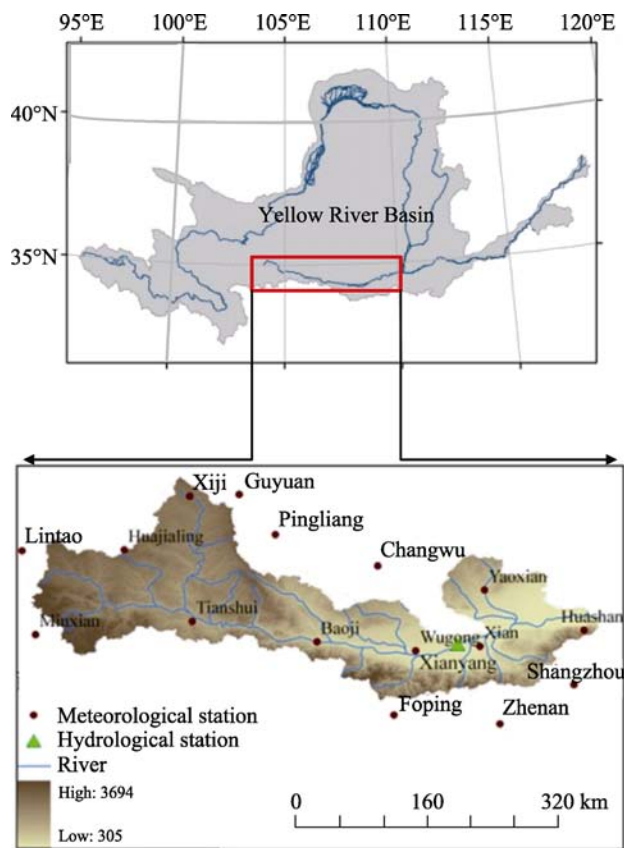 95°E 100°E 105°E 110°E 115°E 120°E
40°N
Yellow River Basin
35°N
Xiji
Guyuan
Pingliang
Lintao
Huajialing
Changwu
Yaoxian
Minxian
Tianshui
Baoji
Wugong
Xian
Huashan
Xianyang
Shangzhou
Foping
Zhenan
Meteorological station
Hydrological station
River
High: 3694
Low: 305
0 160 320 km